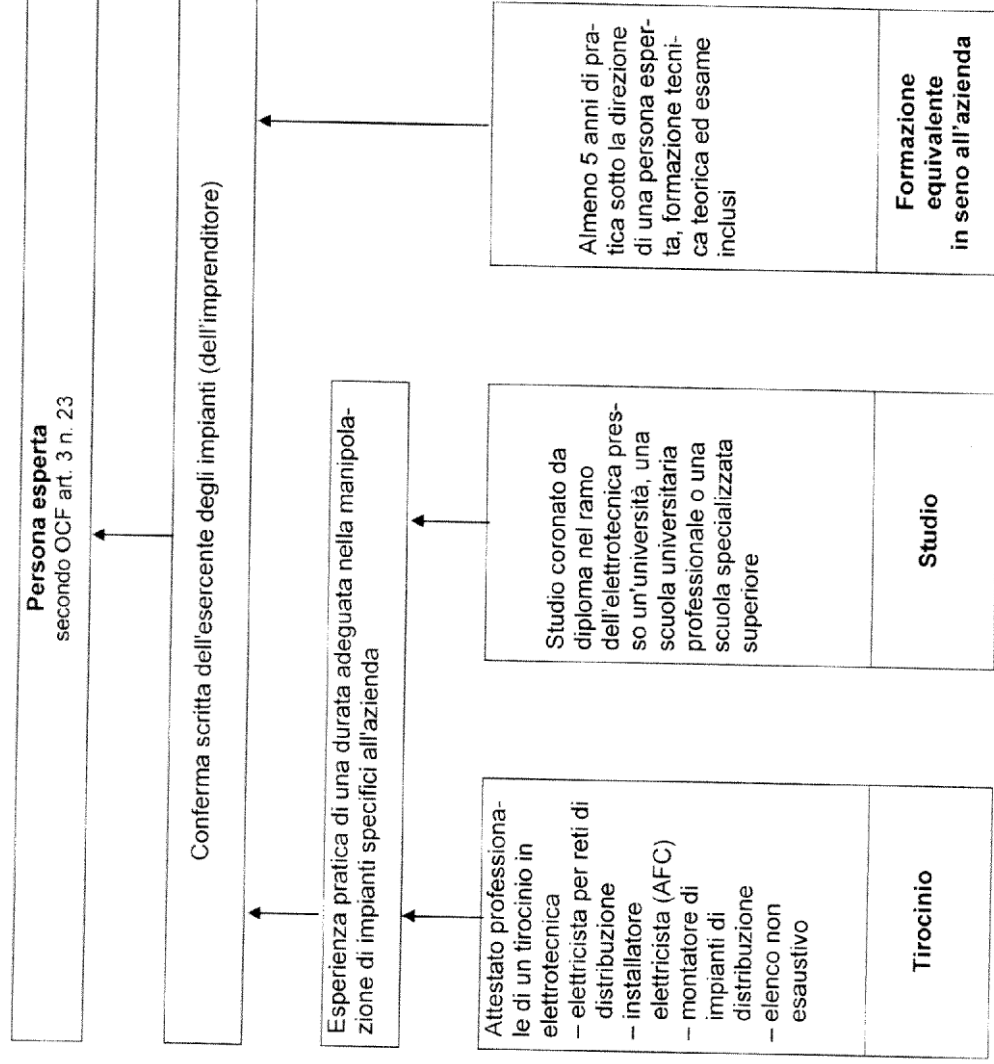 Persona esperta
secondo OCF art. 3 n. 23
Conferma scritta dell'esercente degli impianti (dell'imprenditore)
Esperienza pratica di una durata adeguata nella manipola-
zione di impianti specifici all'azienda
Attestato professiona-
le di un tirocinio in
elettrotecnica
– elettricista per reti di
distribuzione
– installatore
elettricista (AFC)
– montatore di
impianti di
distribuzione
– elenco non
esaustivo
Tirocinio
Studio coronato da
diploma nel ramo
dell'elettrotecnica pres-
so un'università, una
scuola universitaria
professionale o una
scuola specializzata
superiore
Studio
Almeno 5 anni di pra-
tica sotto la direzione
di una persona esper-
ta, formazione tecni-
ca teorica ed esame
inclusi
Formazione
equivalente
in seno all'azienda